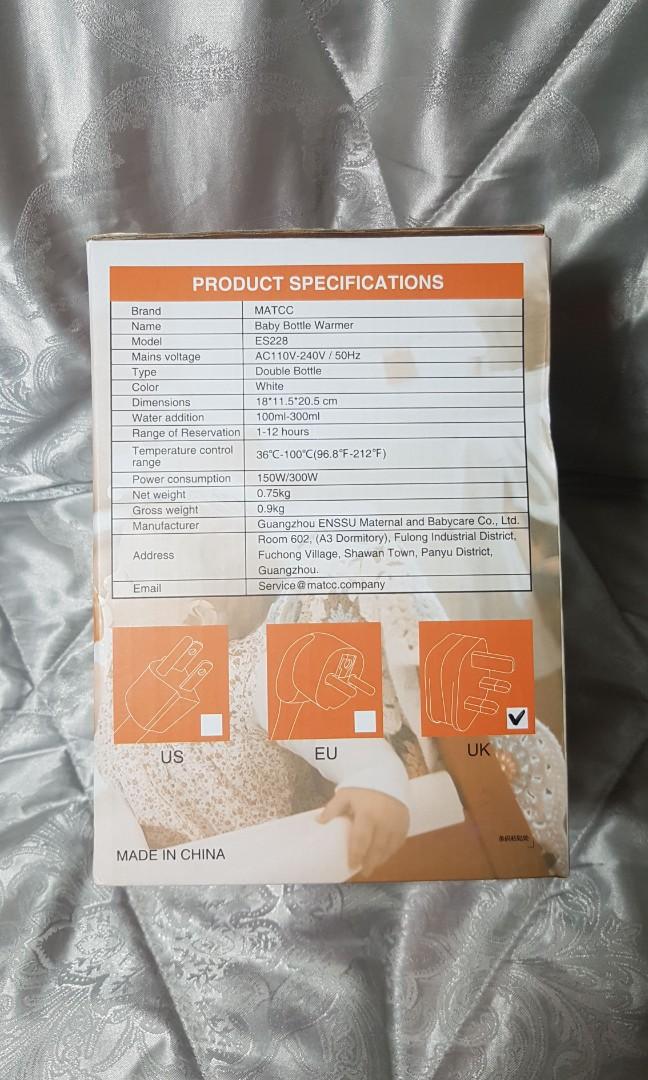 PRODUCT SPECIFICATIONS
Brand MATCC
Name Baby Bottle Warmer
Model ES228
Mains voltage AC110V-240V / 50Hz
Type Double Bottle
Color White
Dimensions 18*11.5*20.5 cm
Water addition 100ml-300ml
Range of Reservation 1-12 hours
Temperature control
range
36℃-100℃(96.8℉-212℉)
Power consumption 150W/300W
Net weight 0.75kg
Gross weight 0.9kg
Manufacturer Guangzhou ENSSU Maternal and Babycare Co., Ltd.
Address
Room 602, (A3 Dormitory), Fulong Industrial District,
Fuchong Village, Shawan Town, Panyu District,
Guangzhou.
Email Service@matcc.company
US EU UK
MADE IN CHINA